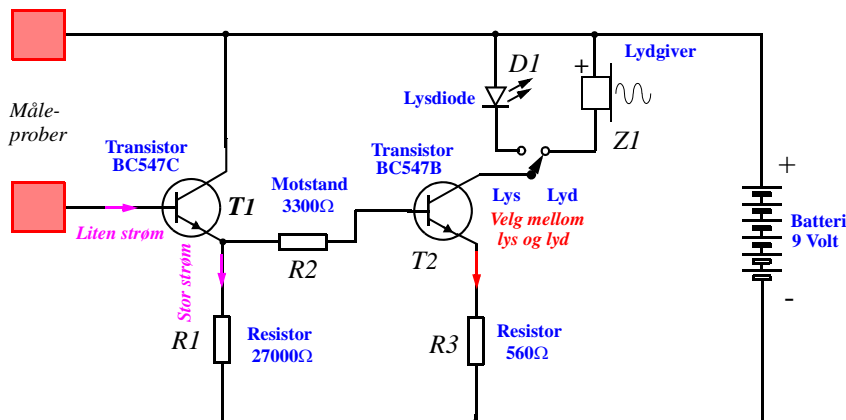 Måle-
prober
Transistor
BC547C
T1
Liten strøm
Stor strøm
Motstand
3300Ω
R2
R1
Resistor
27000Ω
Transistor
BC547B
T2
Lysdiode
D1
+
Lydgiver
Z1
Lys
Lyd
Velg mellom
lys og lyd
R3
Resistor
560Ω
+
Batteri
9 Volt
-